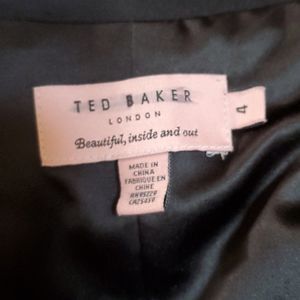 TED BAKER
LONDON
Beautiful, inside and out
4
MADE IN
CHINA
FABRIQUE EN
CHINE